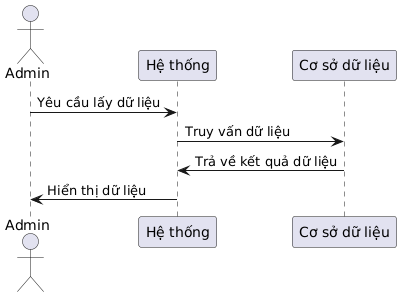 Admin
Hệ thống
Cơ sở dữ liệu
Yêu cầu lấy dữ liệu
Truy vấn dữ liệu
Trả về kết quả dữ liệu
Hiển thị dữ liệu
Admin
Hệ thống
Cơ sở dữ liệu